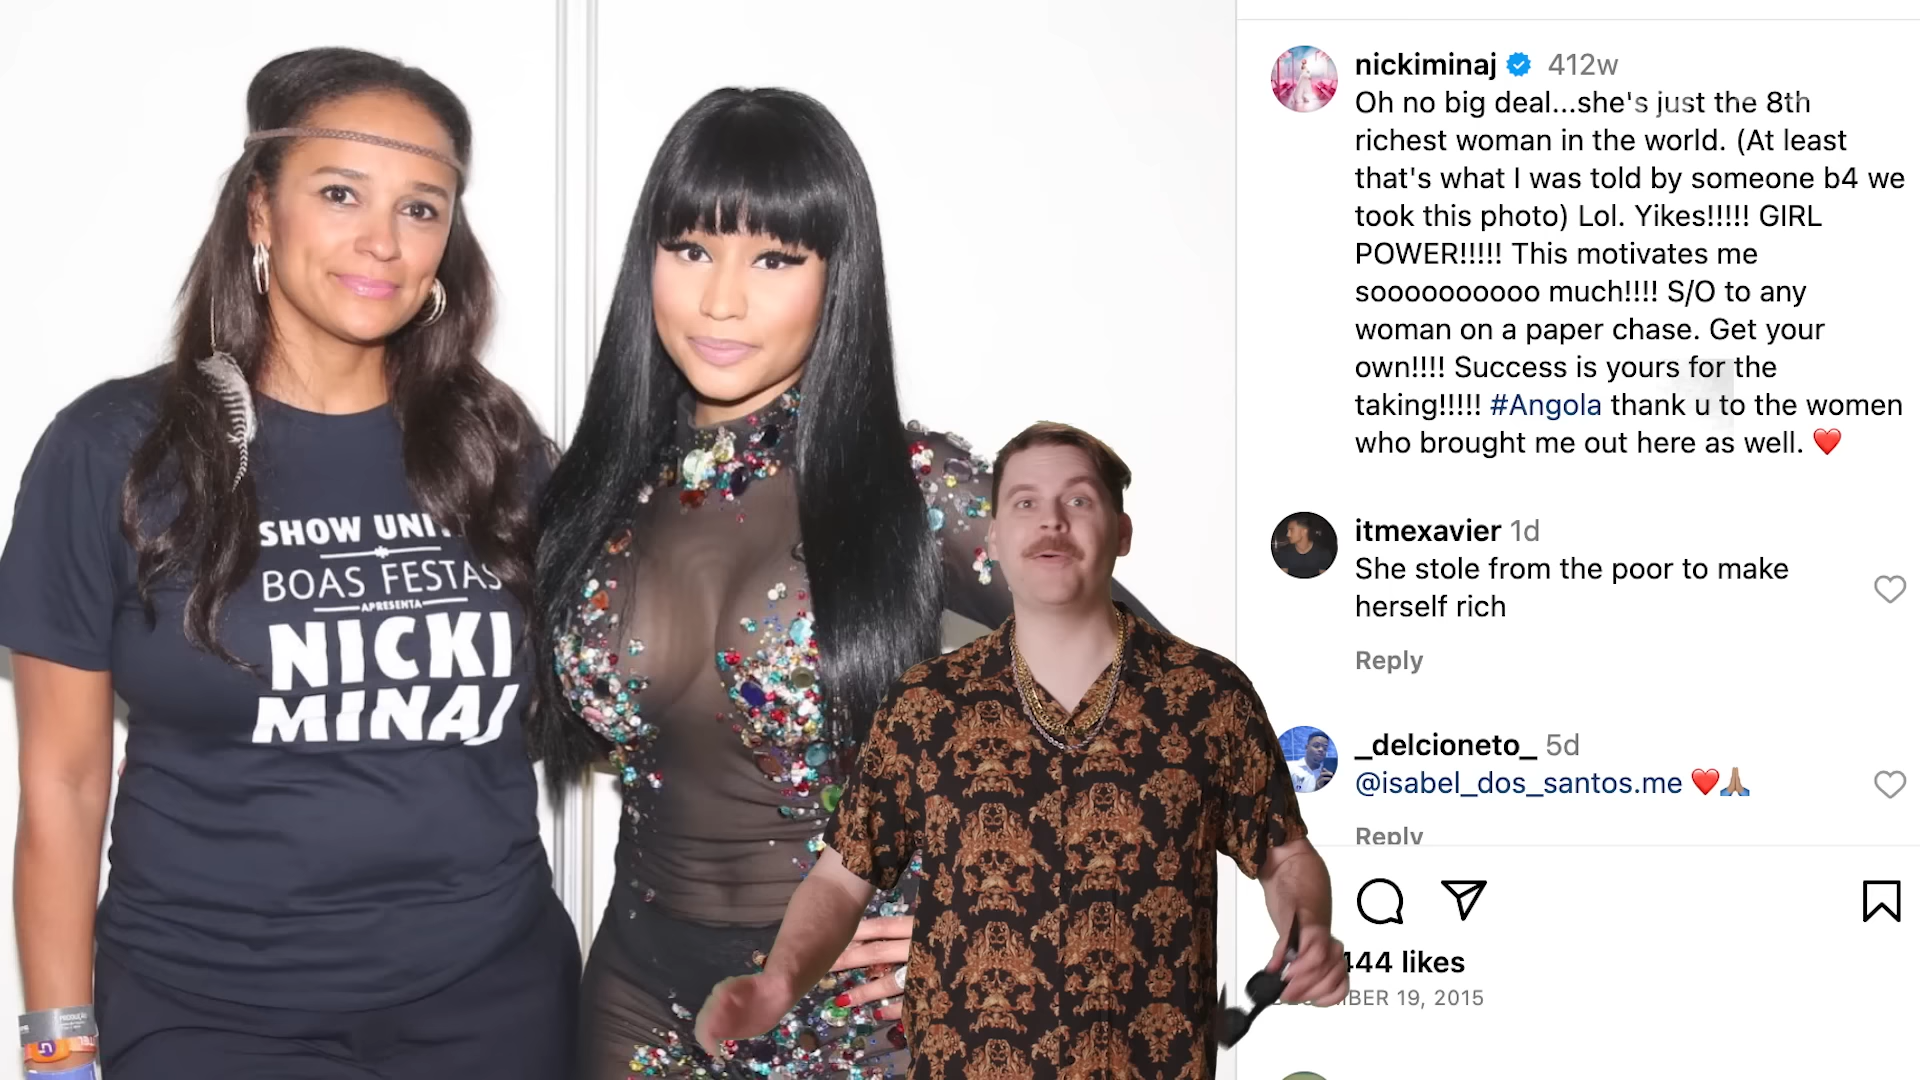 SHOW UNI
BOAS FESTAS
APRESENTA
NICKI
MINAJ
PRODUÇÃO
nickiminaj 412w
Oh no big deal...she's just the 8th
richest woman in the world. (At least
that's what I was told by someone b4 we
took this photo) Lol. Yikes!!!!! GIRL
POWER!!!!! This motivates me
soooooooooo much!!!! S/O to any
woman on a paper chase. Get your
own!!!! Success is yours for the
taking!!!!! #Angola thank u to the women
who brought me out here as well. ❤️
itmexavier 1d
She stole from the poor to make
herself rich
Reply
_delcioneto_ 5d
@isabel_dos_santos.me ❤️🙏🏽
Reply
444 likes
BER 19, 2015